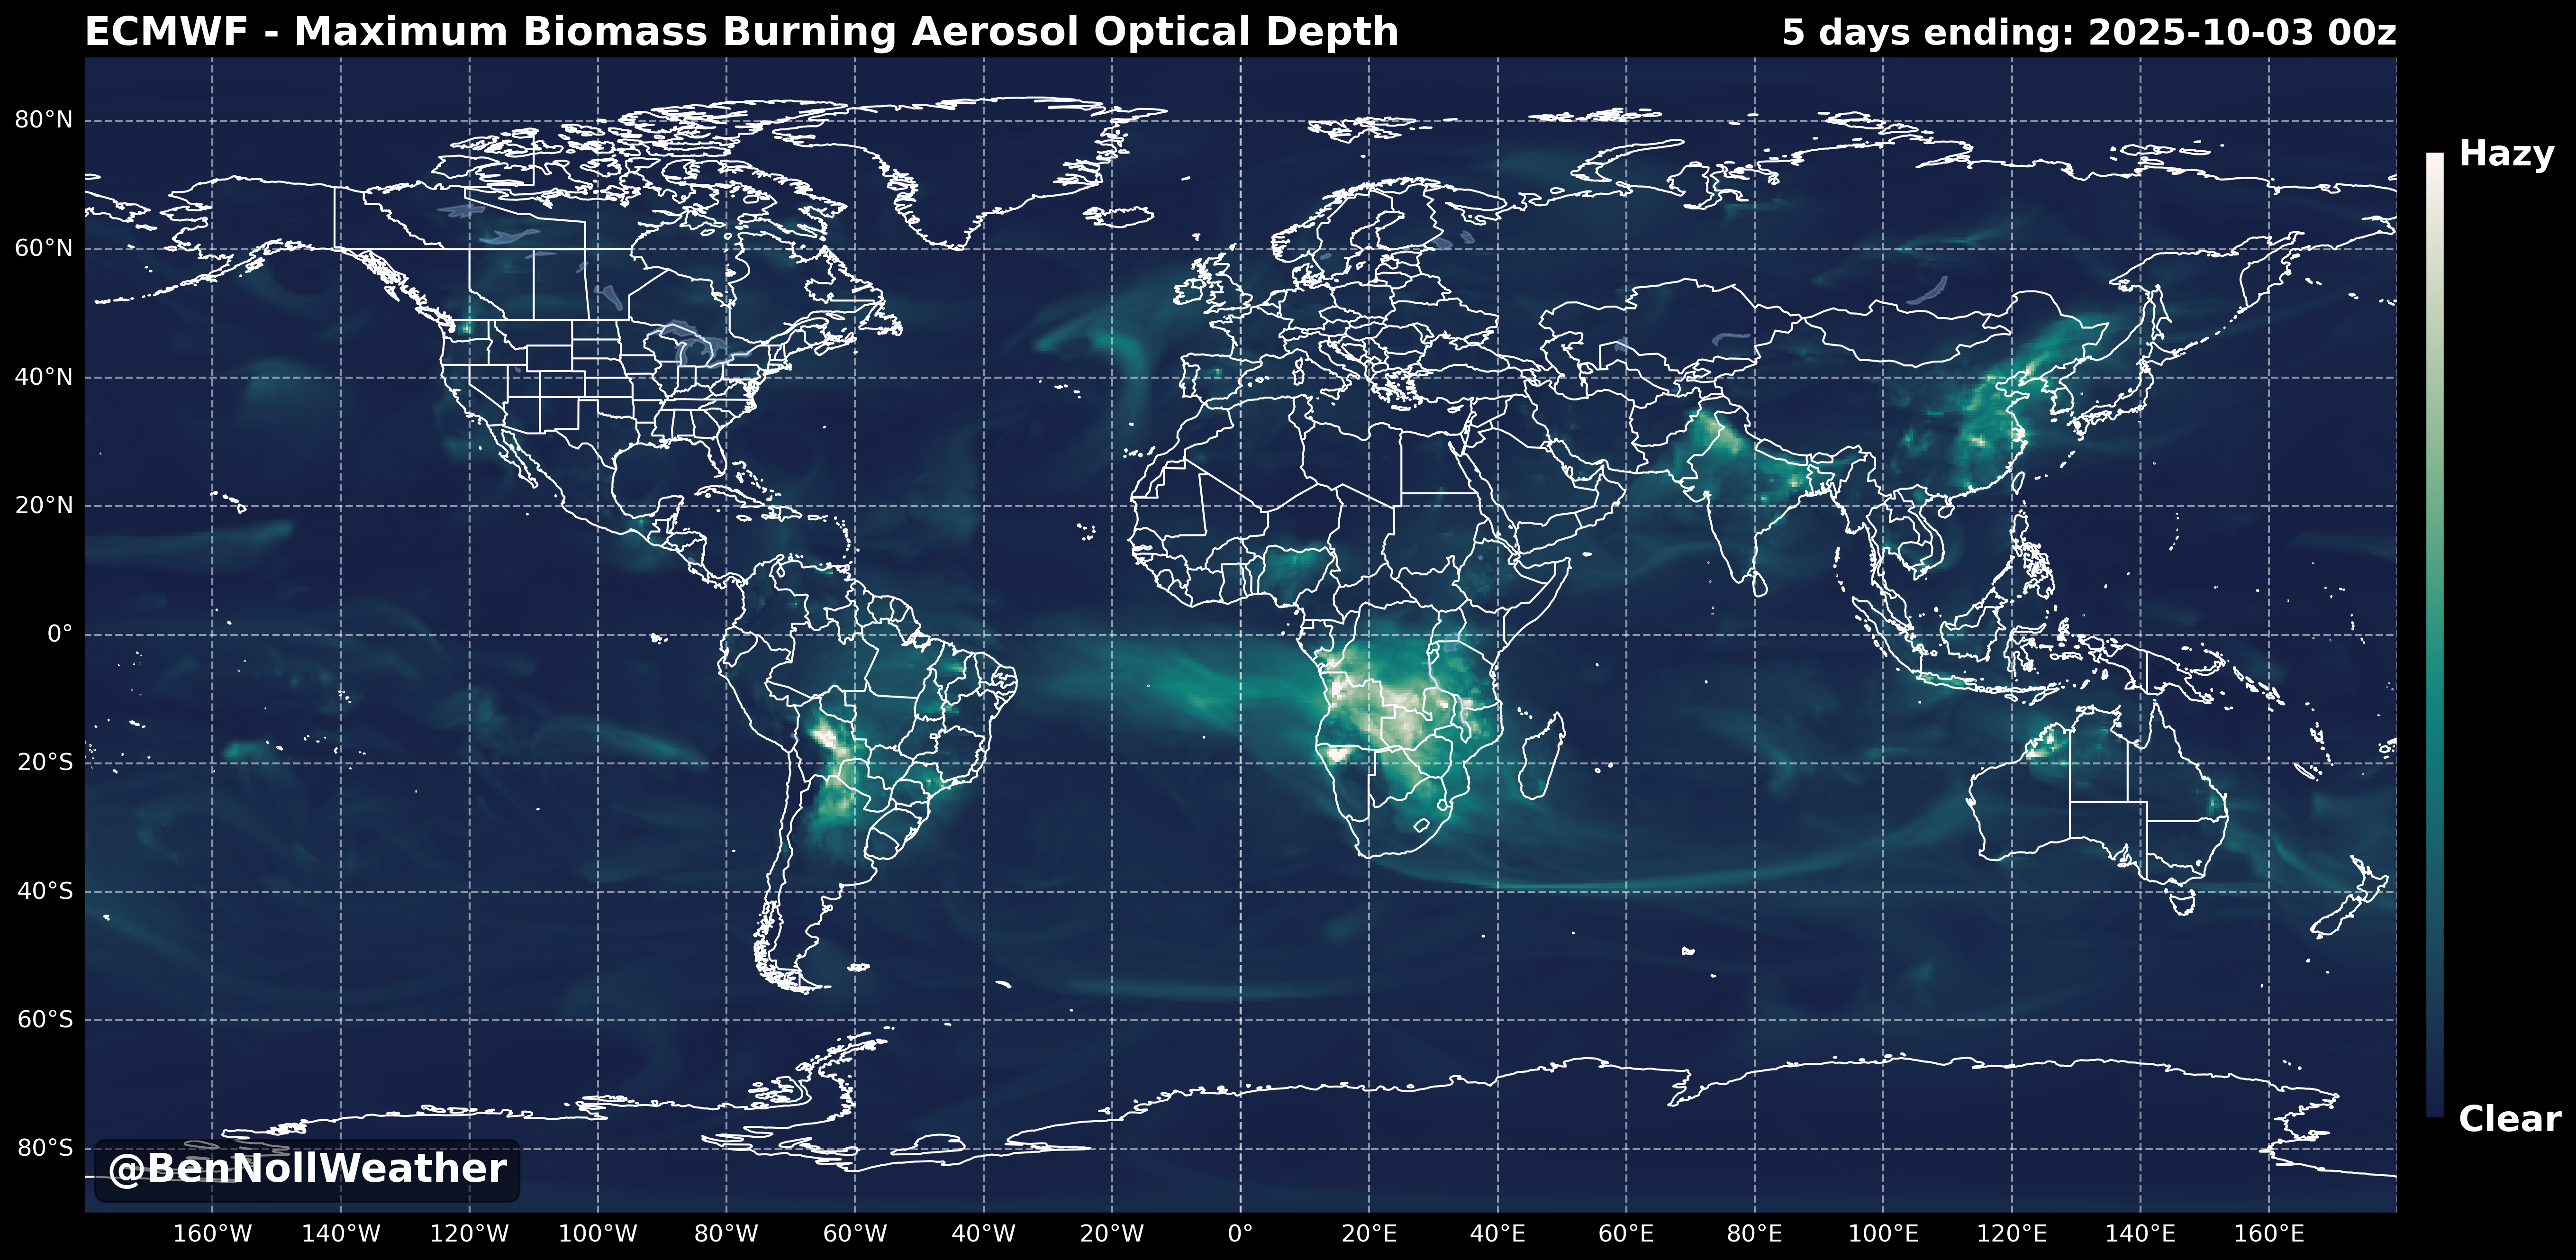 ECMWF - Maximum Biomass Burning Aerosol Optical Depth
5 days ending: 2025-10-03 00z
80°N
60°N
40°N
20°N
0°
20°S
40°S
60°S
80°S
Hazy
Clear
@BenNollWeather
160°W 140°W 120°W 100°W 80°W 60°W 40°W 20°W 0° 20°E 40°E 60°E 80°E 100°E 120°E 140°E 160°E